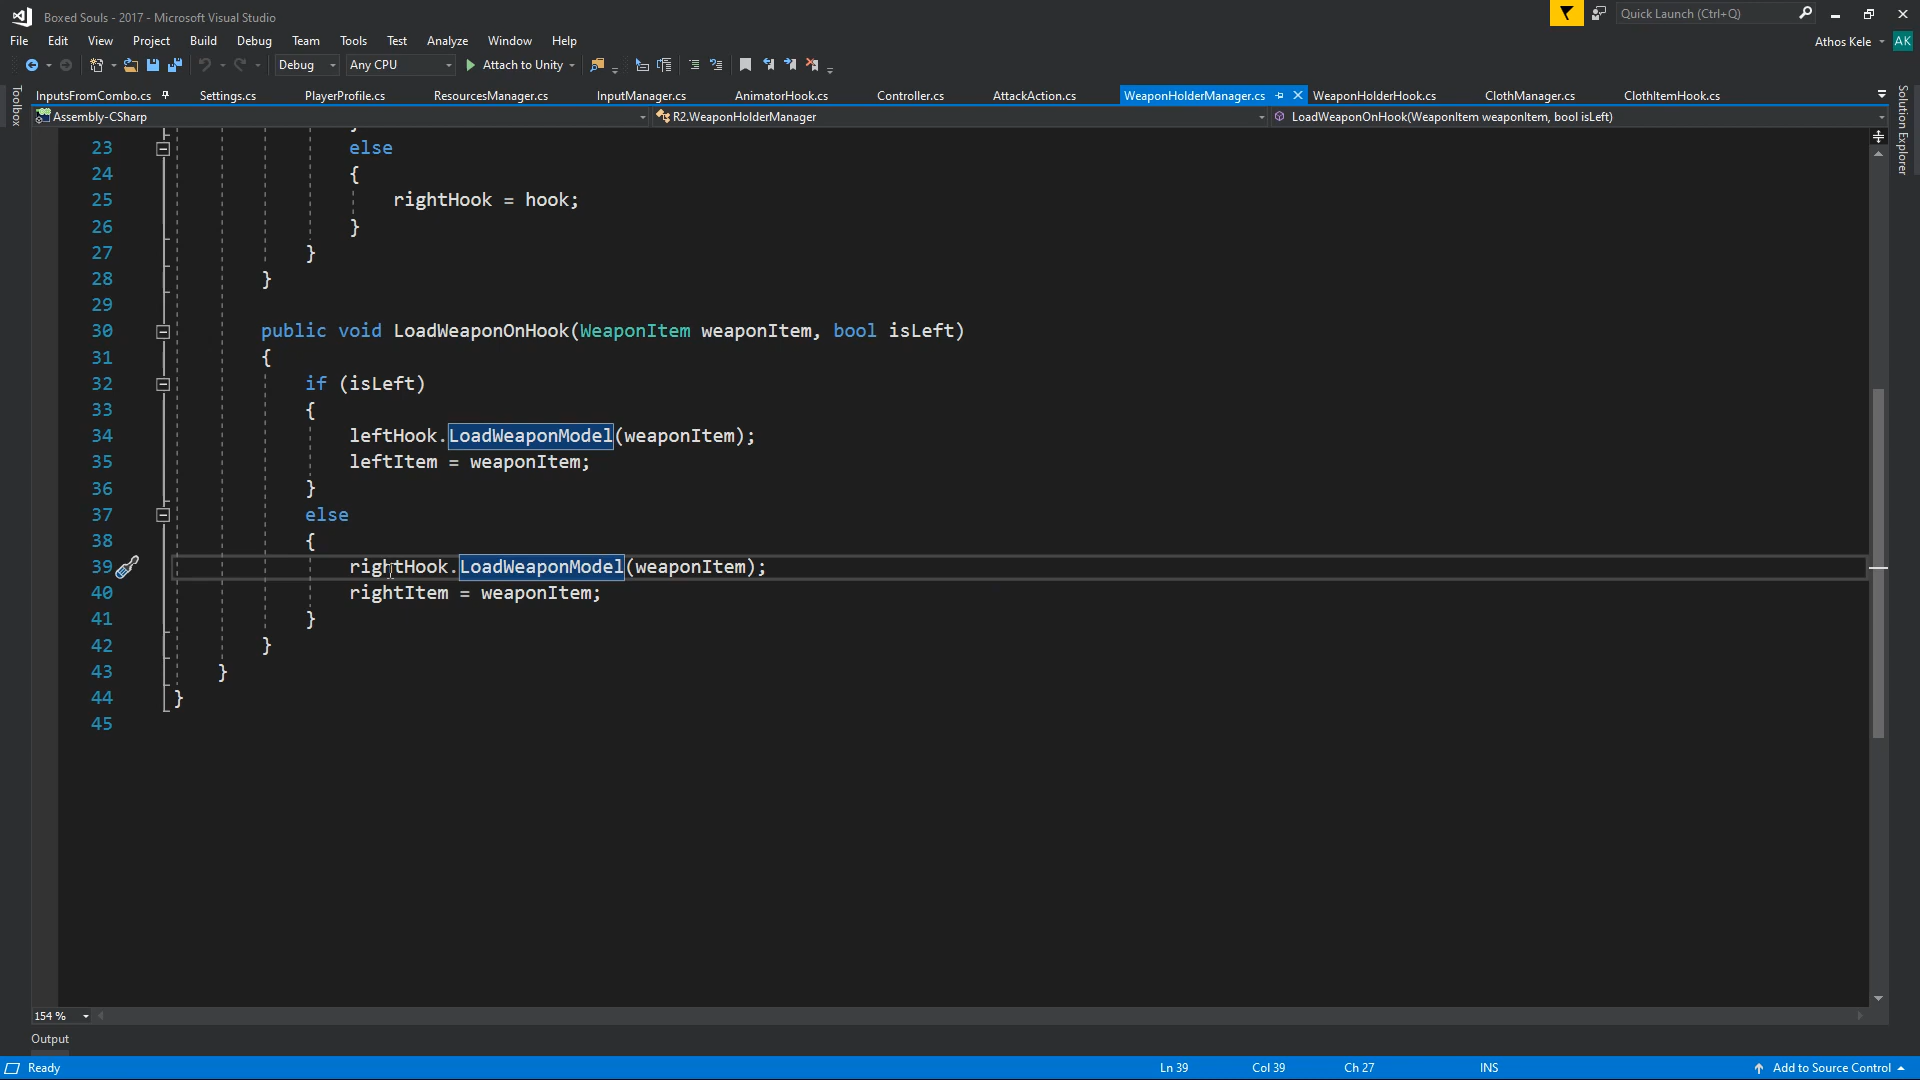 Boxed Souls - 2017 - Microsoft Visual Studio
Quick Launch (Ctrl+Q)
File Edit View Project Build Debug Team Tools Test Analyze Window Help
Athos Kele AK
Debug Any CPU Attach to Unity
InputsFromCombo.cs Settings.cs PlayerProfile.cs ResourcesManager.cs InputManager.cs AnimatorHook.cs Controller.cs AttackAction.cs WeaponHolderManager.cs WeaponHolderHook.cs ClothManager.cs ClothItemHook.cs
Toolbox
Solution Explorer
Assembly-CSharp R2.WeaponHolderManager LoadWeaponOnHook(WeaponItem weaponItem, bool isLeft)
23 else
24 {
25 rightHook = hook;
26 }
27 }
28 }
29
30 public void LoadWeaponOnHook(WeaponItem weaponItem, bool isLeft)
31 {
32 if (isLeft)
33 {
34 leftHook.LoadWeaponModel(weaponItem);
35 leftItem = weaponItem;
36 }
37 else
38 {
39 rightHook.LoadWeaponModel(weaponItem);
40 rightItem = weaponItem;
41 }
42 }
43 }
44 }
45
154 %
Output
Ready Ln 39 Col 39 Ch 27 INS Add to Source Control